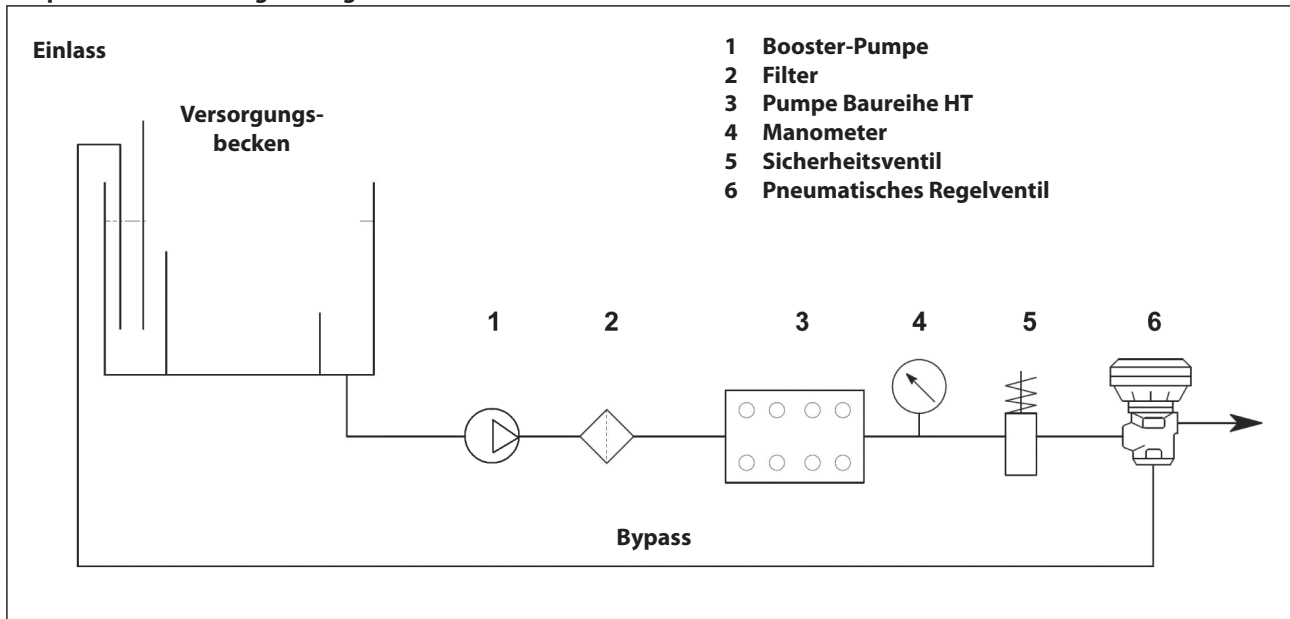 Einlass
Versorgungs-
becken
1 Booster-Pumpe
2 Filter
3 Pumpe Baureihe HT
4 Manometer
5 Sicherheitsventil
6 Pneumatisches Regelventil
1 2 3 4 5 6
Bypass